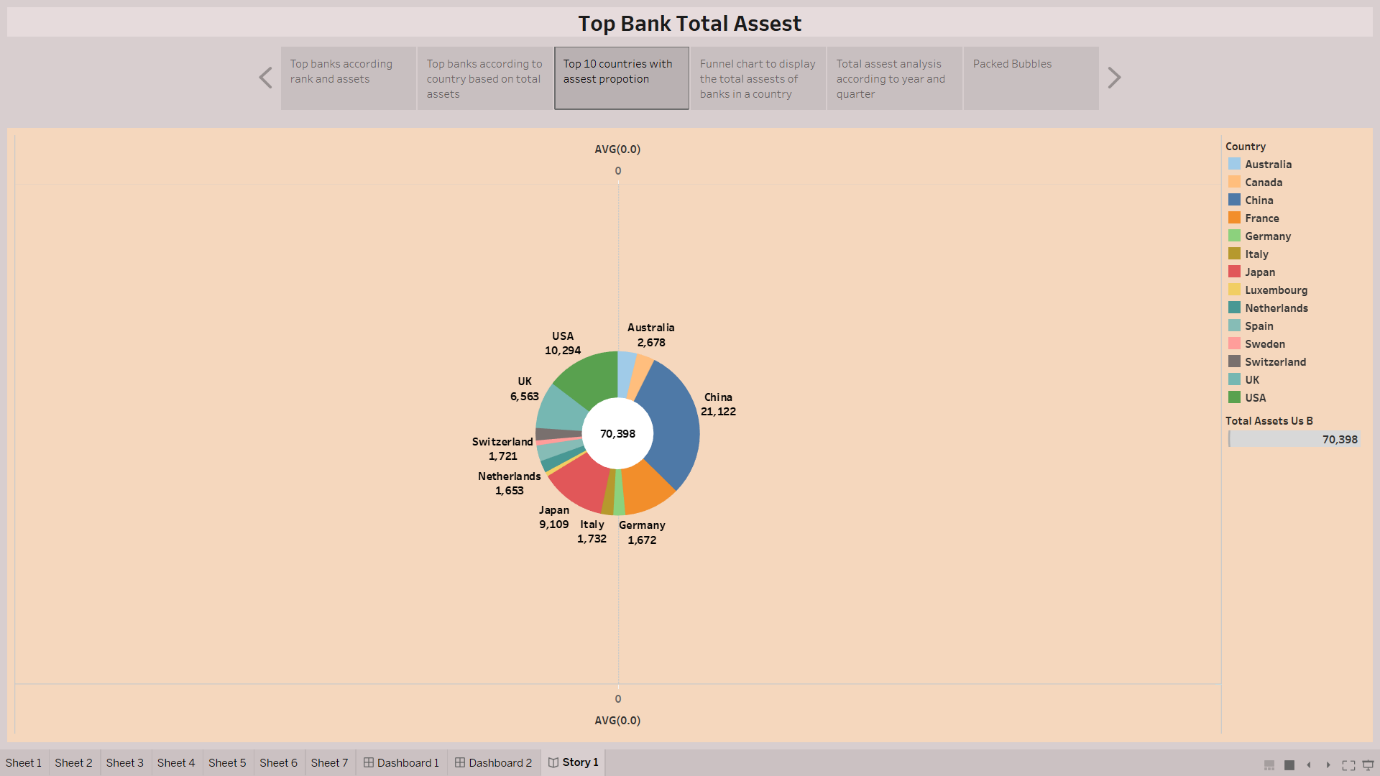 Top Bank Total Assest
Top banks according
rank and assets
Top banks according to
country based on total
assets
Top 10 countries with
assest propotion
Funnel chart to display
the total assests of
banks in a country
Total assest analysis
according to year and
quarter
Packed Bubbles
AVG(0.0)
0
USA
10,294
Australia
2,678
UK
6,563
China
21,122
70,398
Switzerland
1,721
Netherlands
1,653
Japan
9,109
Italy
1,732
Germany
1,672
0
AVG(0.0)
Country
Australia
Canada
China
France
Germany
Italy
Japan
Luxembourg
Netherlands
Spain
Sweden
Switzerland
UK
USA
Total Assets Us B
70,398
Sheet 1
Sheet 2
Sheet 3
Sheet 4
Sheet 5
Sheet 6
Sheet 7
Dashboard 1
Dashboard 2
Story 1